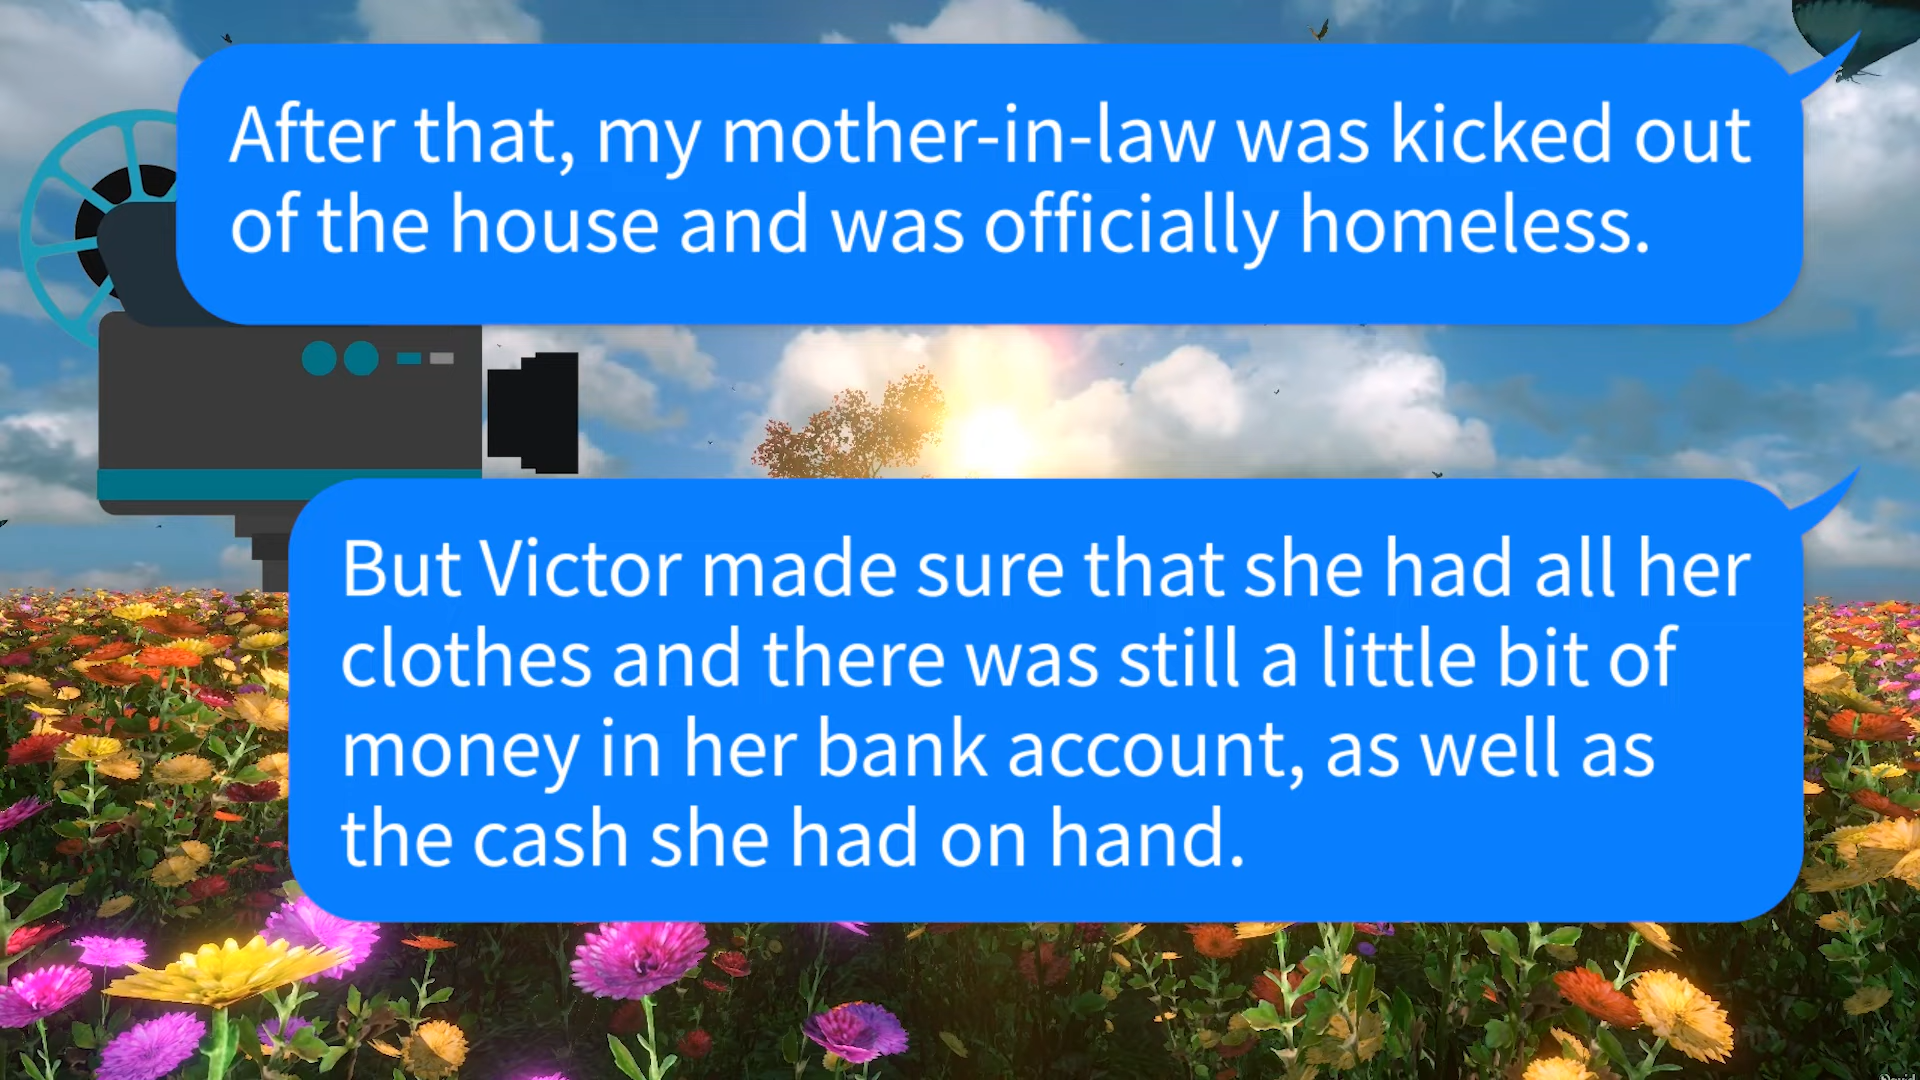 After that, my mother-in-law was kicked out
of the house and was officially homeless.
But Victor made sure that she had all her
clothes and there was still a little bit of
money in her bank account, as well as
the cash she had on hand.